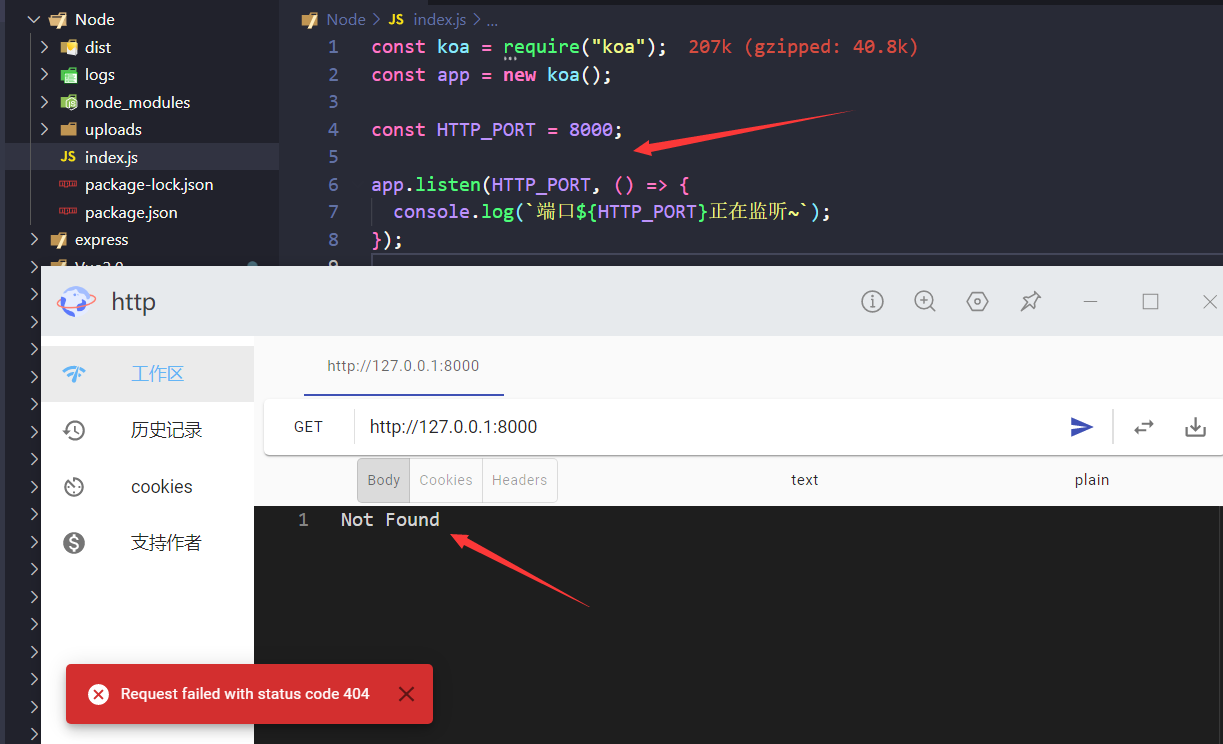 Node
dist
logs
node_modules
uploads
JS index.js
package-lock.json
package.json
express
Node > JS index.js > ...
1 const koa = require("koa"); 207k (gzipped: 40.8k)
2 const app = new koa();
3
4 const HTTP_PORT = 8000;
5
6 app.listen(HTTP_PORT, () => {
7 console.log(`端口${HTTP_PORT}正在监听~`);
8 });
http
工作区
历史记录
cookies
支持作者
http://127.0.0.1:8000
GET http://127.0.0.1:8000
Body Cookies Headers text plain
1 Not Found
Request failed with status code 404